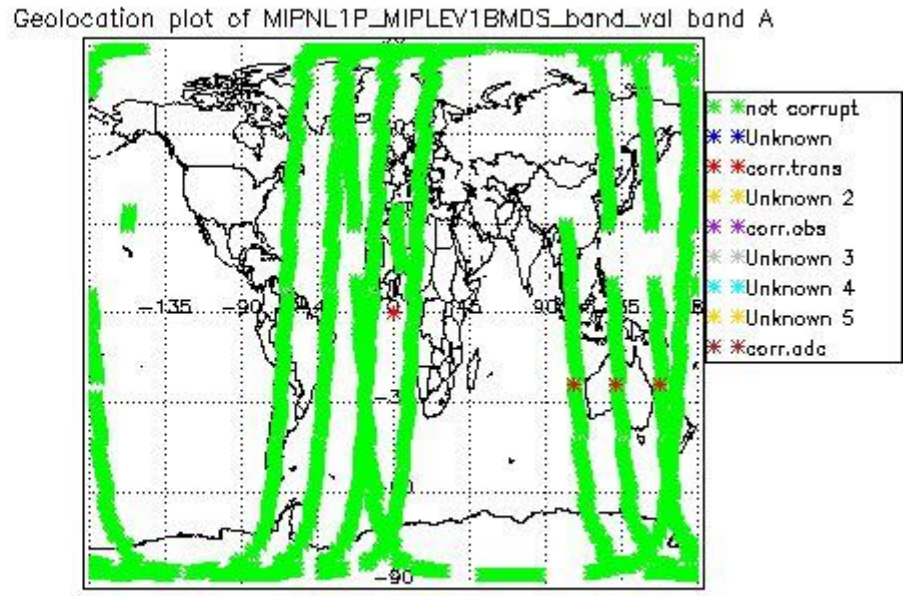 Geolocation plot of MIPNL1P_MIPLEV1BMDS_band_val band A
not corrupt
Unknown
corr.trans
Unknown 2
corr.obs
Unknown 3
Unknown 4
Unknown 5
corr.adc
-135 -90 45 90
-90